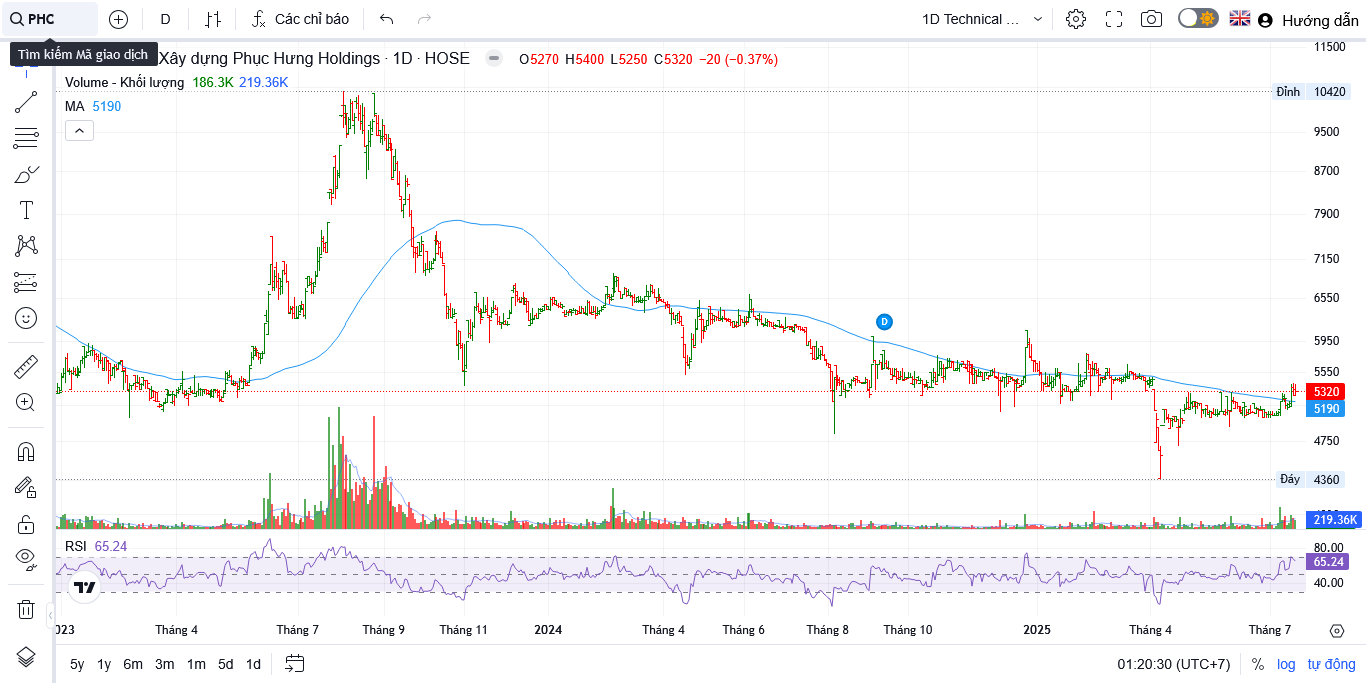 PHC
D
Các chỉ báo
1D Technical ...
Hướng dẫn
Tìm kiếm Mã giao dịch
Xây dựng Phục Hưng Holdings · 1D · HOSE
O5270 H5400 L5250 C5320 −20 (−0.37%)
Volume - Khối lượng 186.3K 219.36K
MA 5190
11500
Đỉnh 10420
9500
8700
7900
7150
6550
D
5950
5550
5320
5190
4750
Đáy 4360
219.36K
RSI 65.24
80.00
65.24
40.00
2023 Tháng 4 Tháng 7 Tháng 9 Tháng 11 2024 Tháng 4 Tháng 6 Tháng 8 Tháng 10 2025 Tháng 4 Tháng 7
5y 1y 6m 3m 1m 5d 1d
01:20:30 (UTC+7) % log tự động